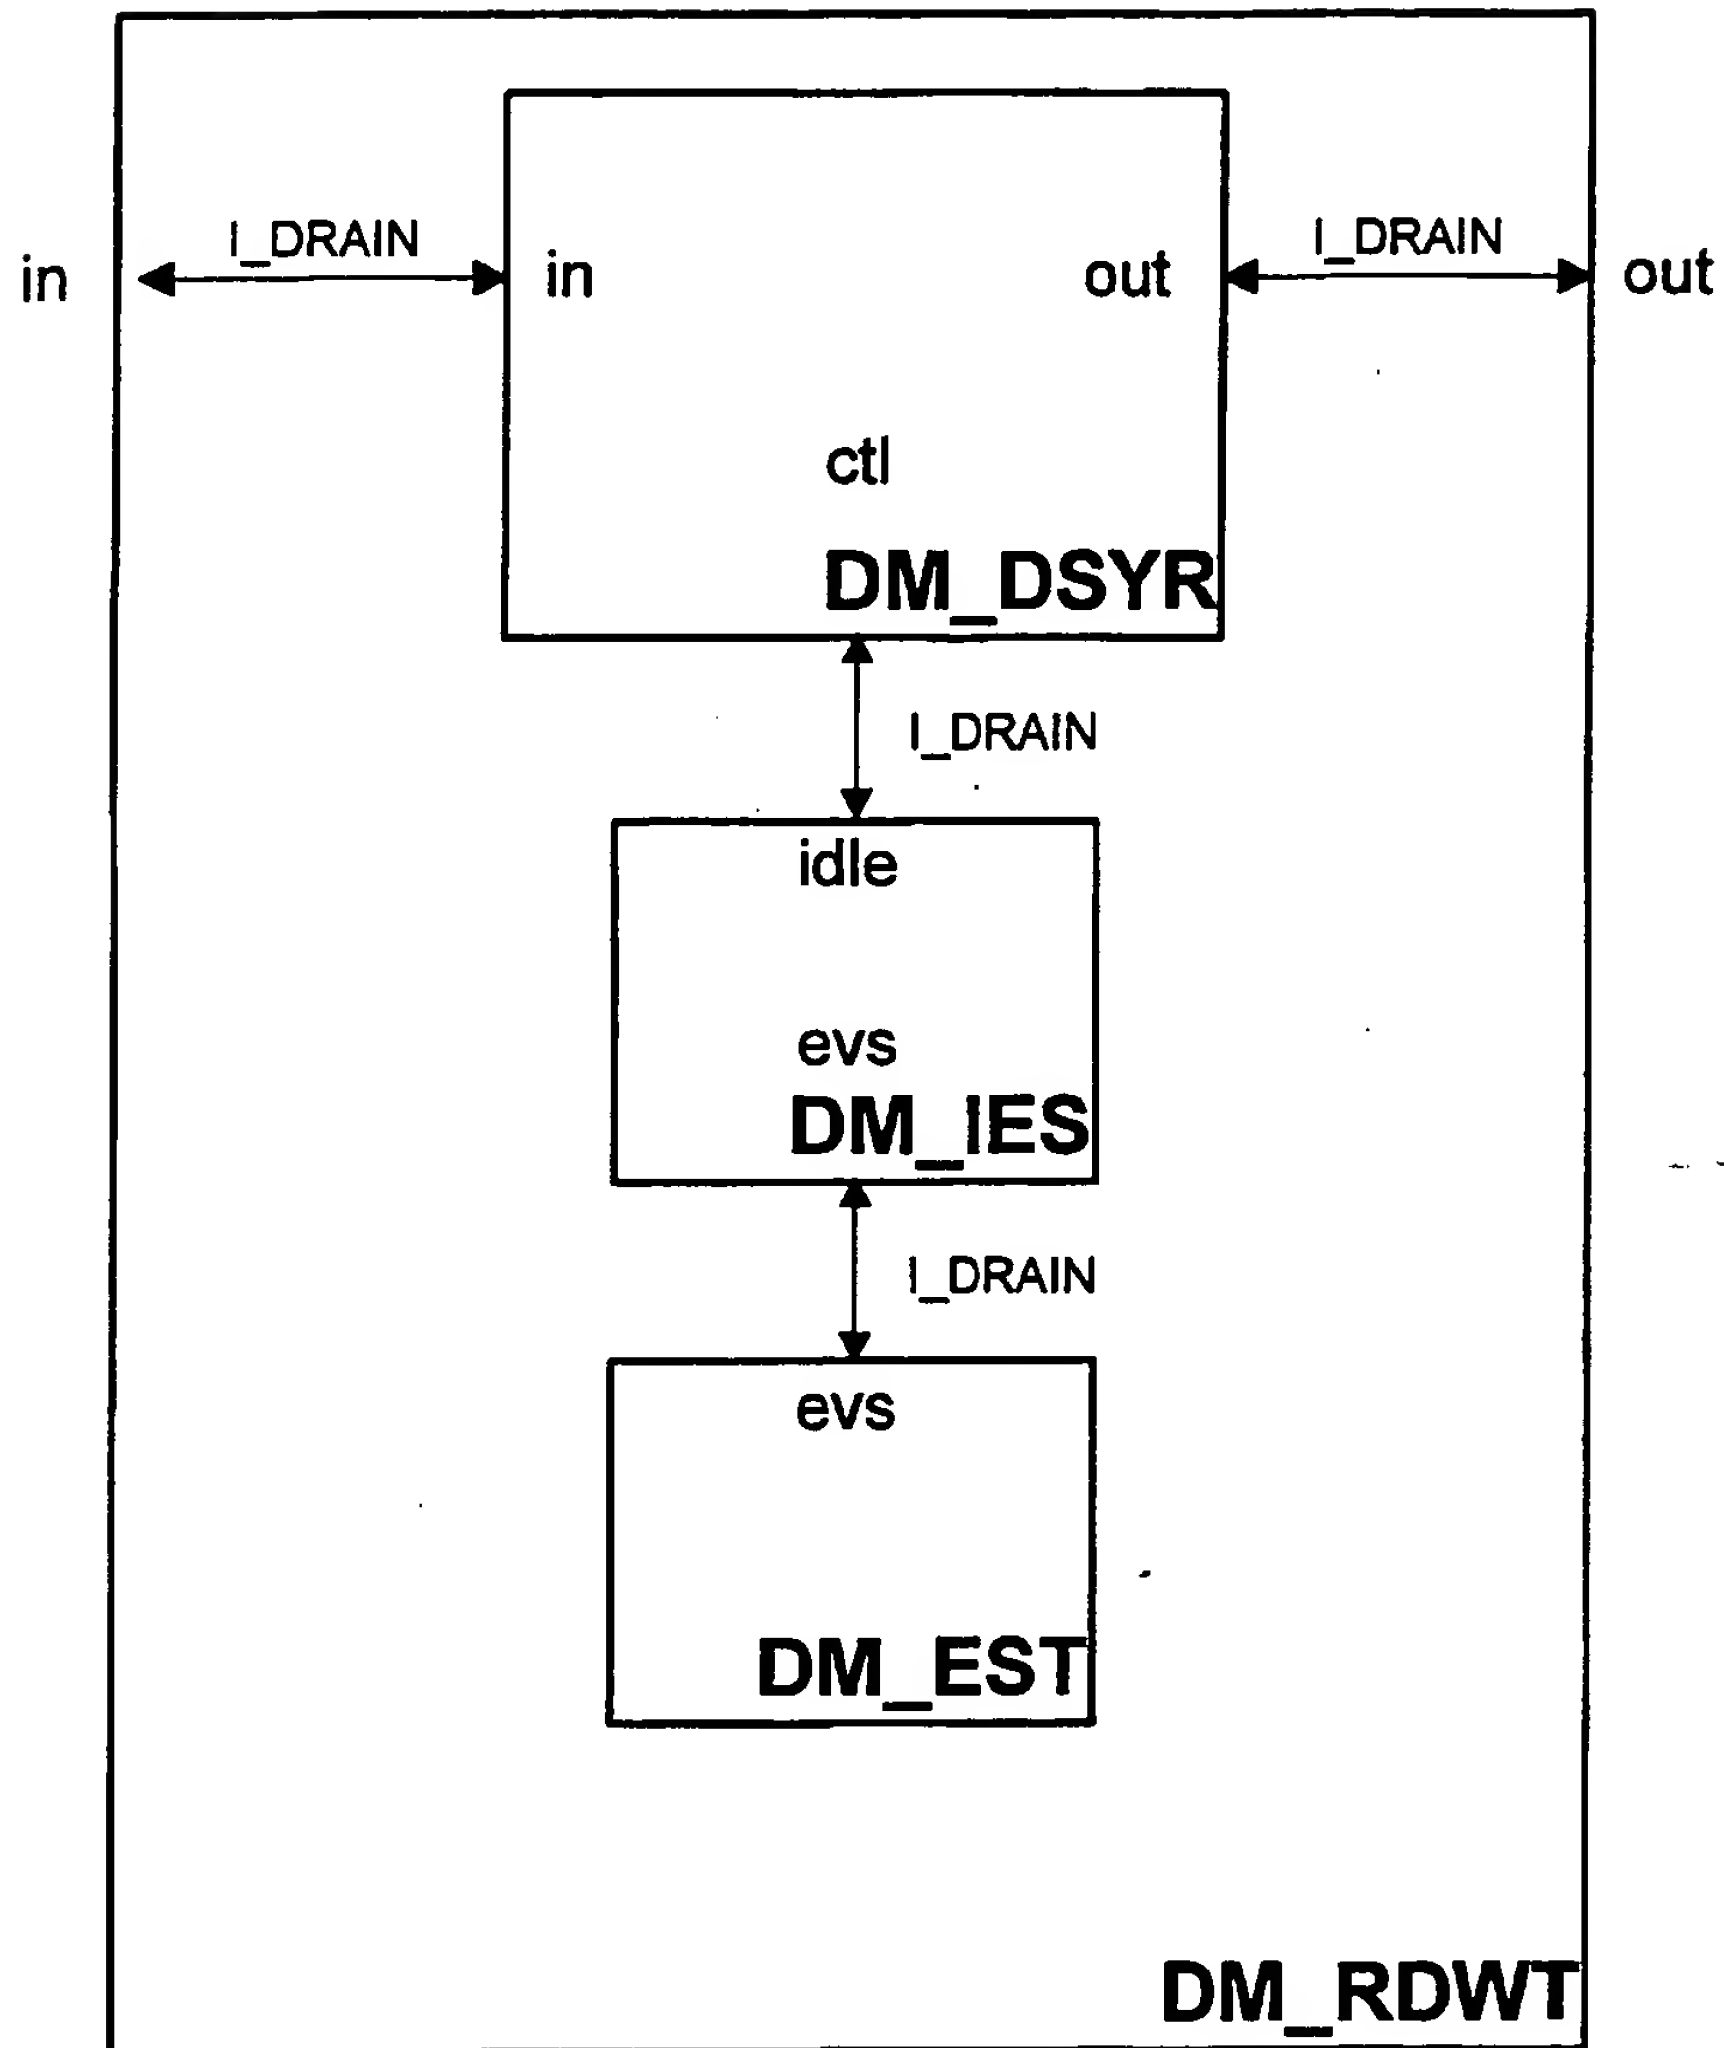 I_DRAIN
I_DRAIN
in
in
out
out
ctl
DM_DSYR
I_DRAIN
idle
evs
DM_IES
I_DRAIN
evs
DM_EST
DM_RDWT